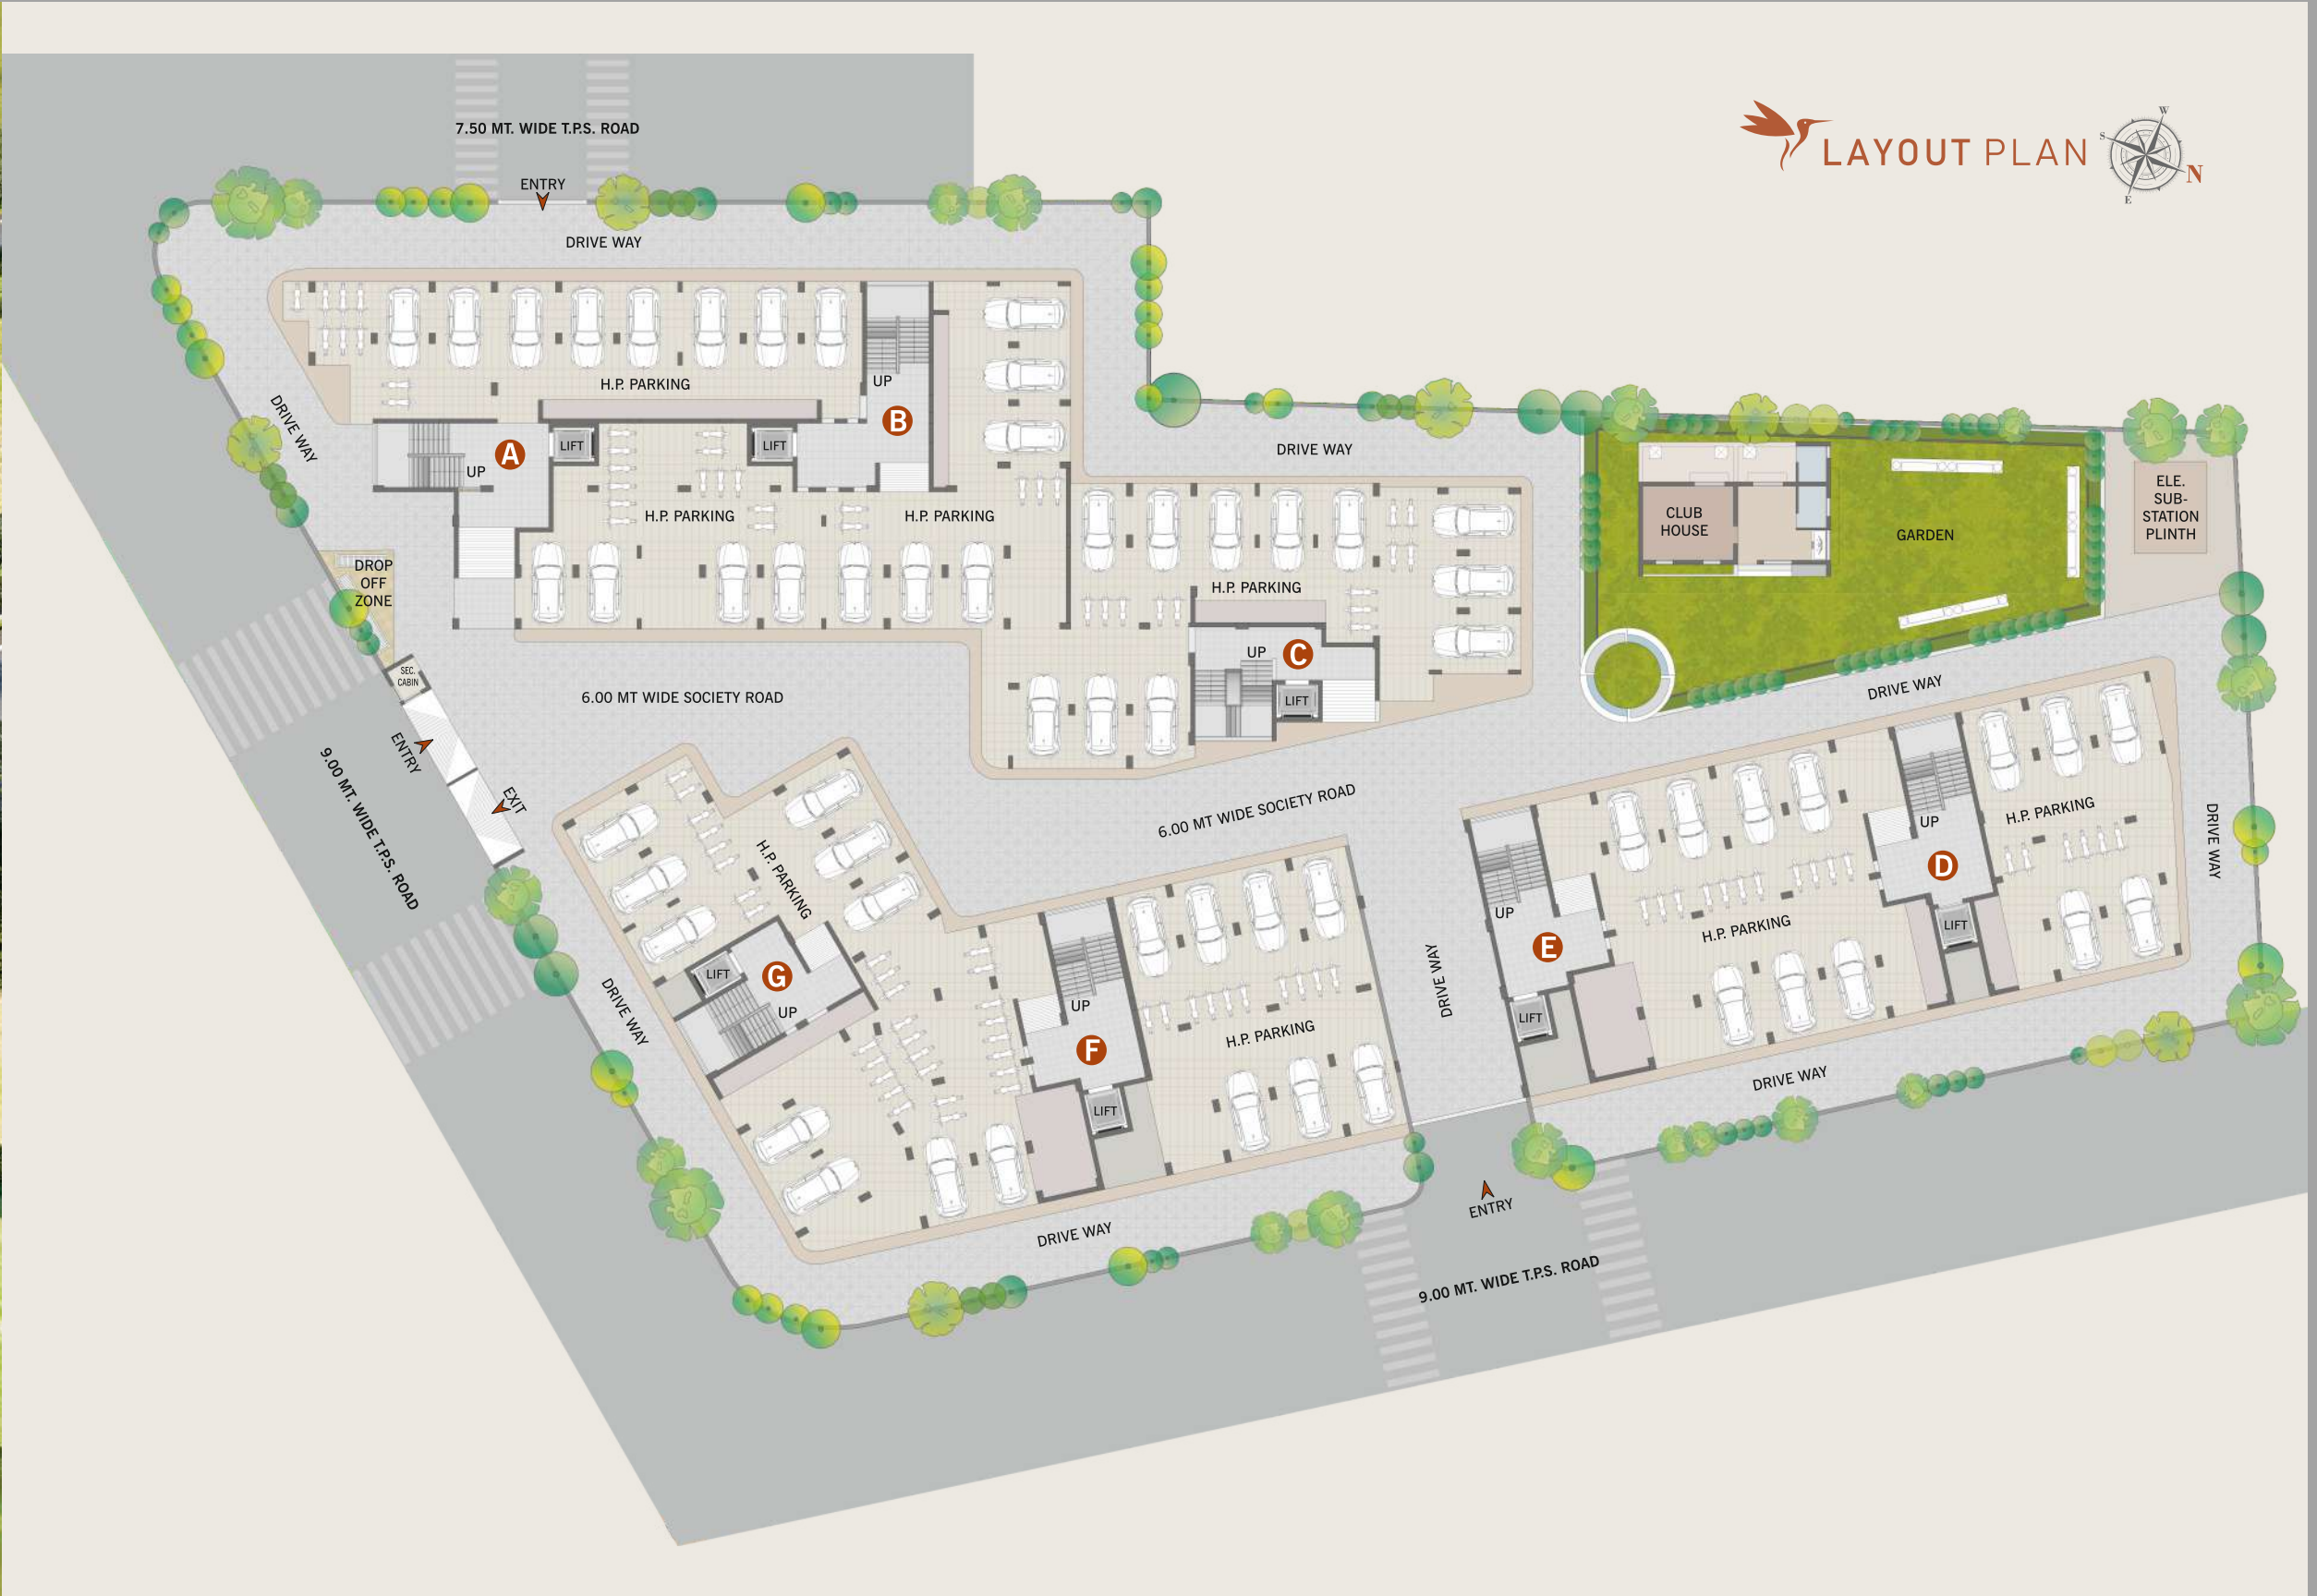 LAYOUT PLAN
W
S
N
E
7.50 MT. WIDE T.P.S. ROAD
ENTRY
DRIVE WAY
H.P. PARKING
UP
B
DRIVE WAY
A
LIFT
LIFT
UP
DRIVE WAY
H.P. PARKING
H.P. PARKING
CLUB
HOUSE
GARDEN
ELE.
SUB-
STATION
PLINTH
DROP
OFF
ZONE
H.P. PARKING
UP
C
LIFT
SEC.
CABIN
6.00 MT WIDE SOCIETY ROAD
DRIVE WAY
ENTRY
EXIT
9.00 MT. WIDE T.P.S. ROAD
6.00 MT WIDE SOCIETY ROAD
H.P. PARKING
UP
D
LIFT
H.P. PARKING
DRIVE WAY
H.P. PARKING
UP
E
LIFT
DRIVE WAY
LIFT
G
UP
DRIVE WAY
UP
F
LIFT
H.P. PARKING
DRIVE WAY
DRIVE WAY
ENTRY
9.00 MT. WIDE T.P.S. ROAD